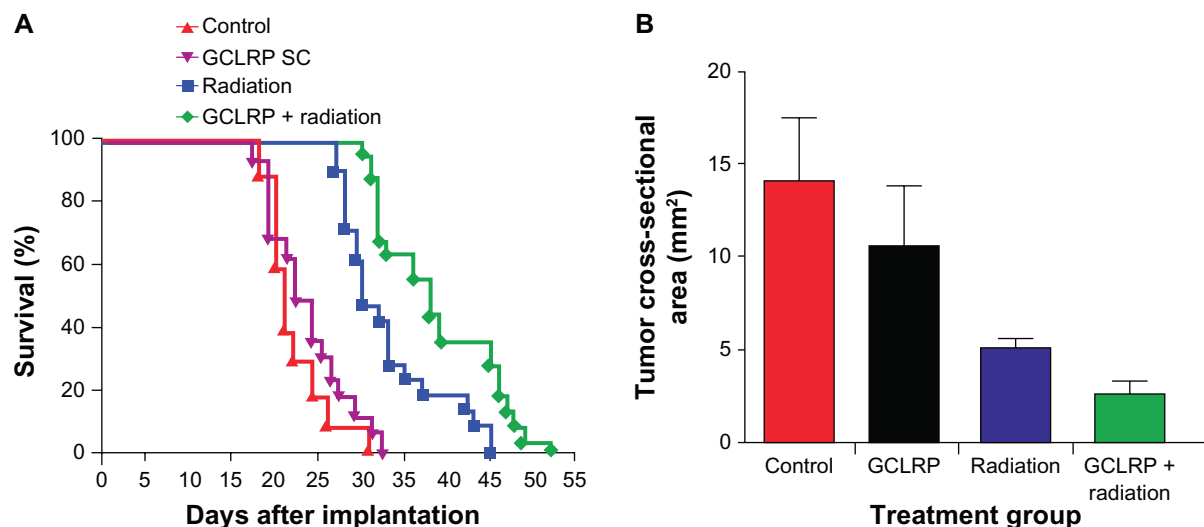 A
Control
GCLRP SC
Radiation
GCLRP + radiation
100
80
60
40
20
0
Survival (%)
0 5 10 15 20 25 30 35 40 45 50 55
Days after implantation
B
20
15
10
5
0
Tumor cross-sectional
area (mm²)
Control GCLRP Radiation GCLRP +
radiation
Treatment group